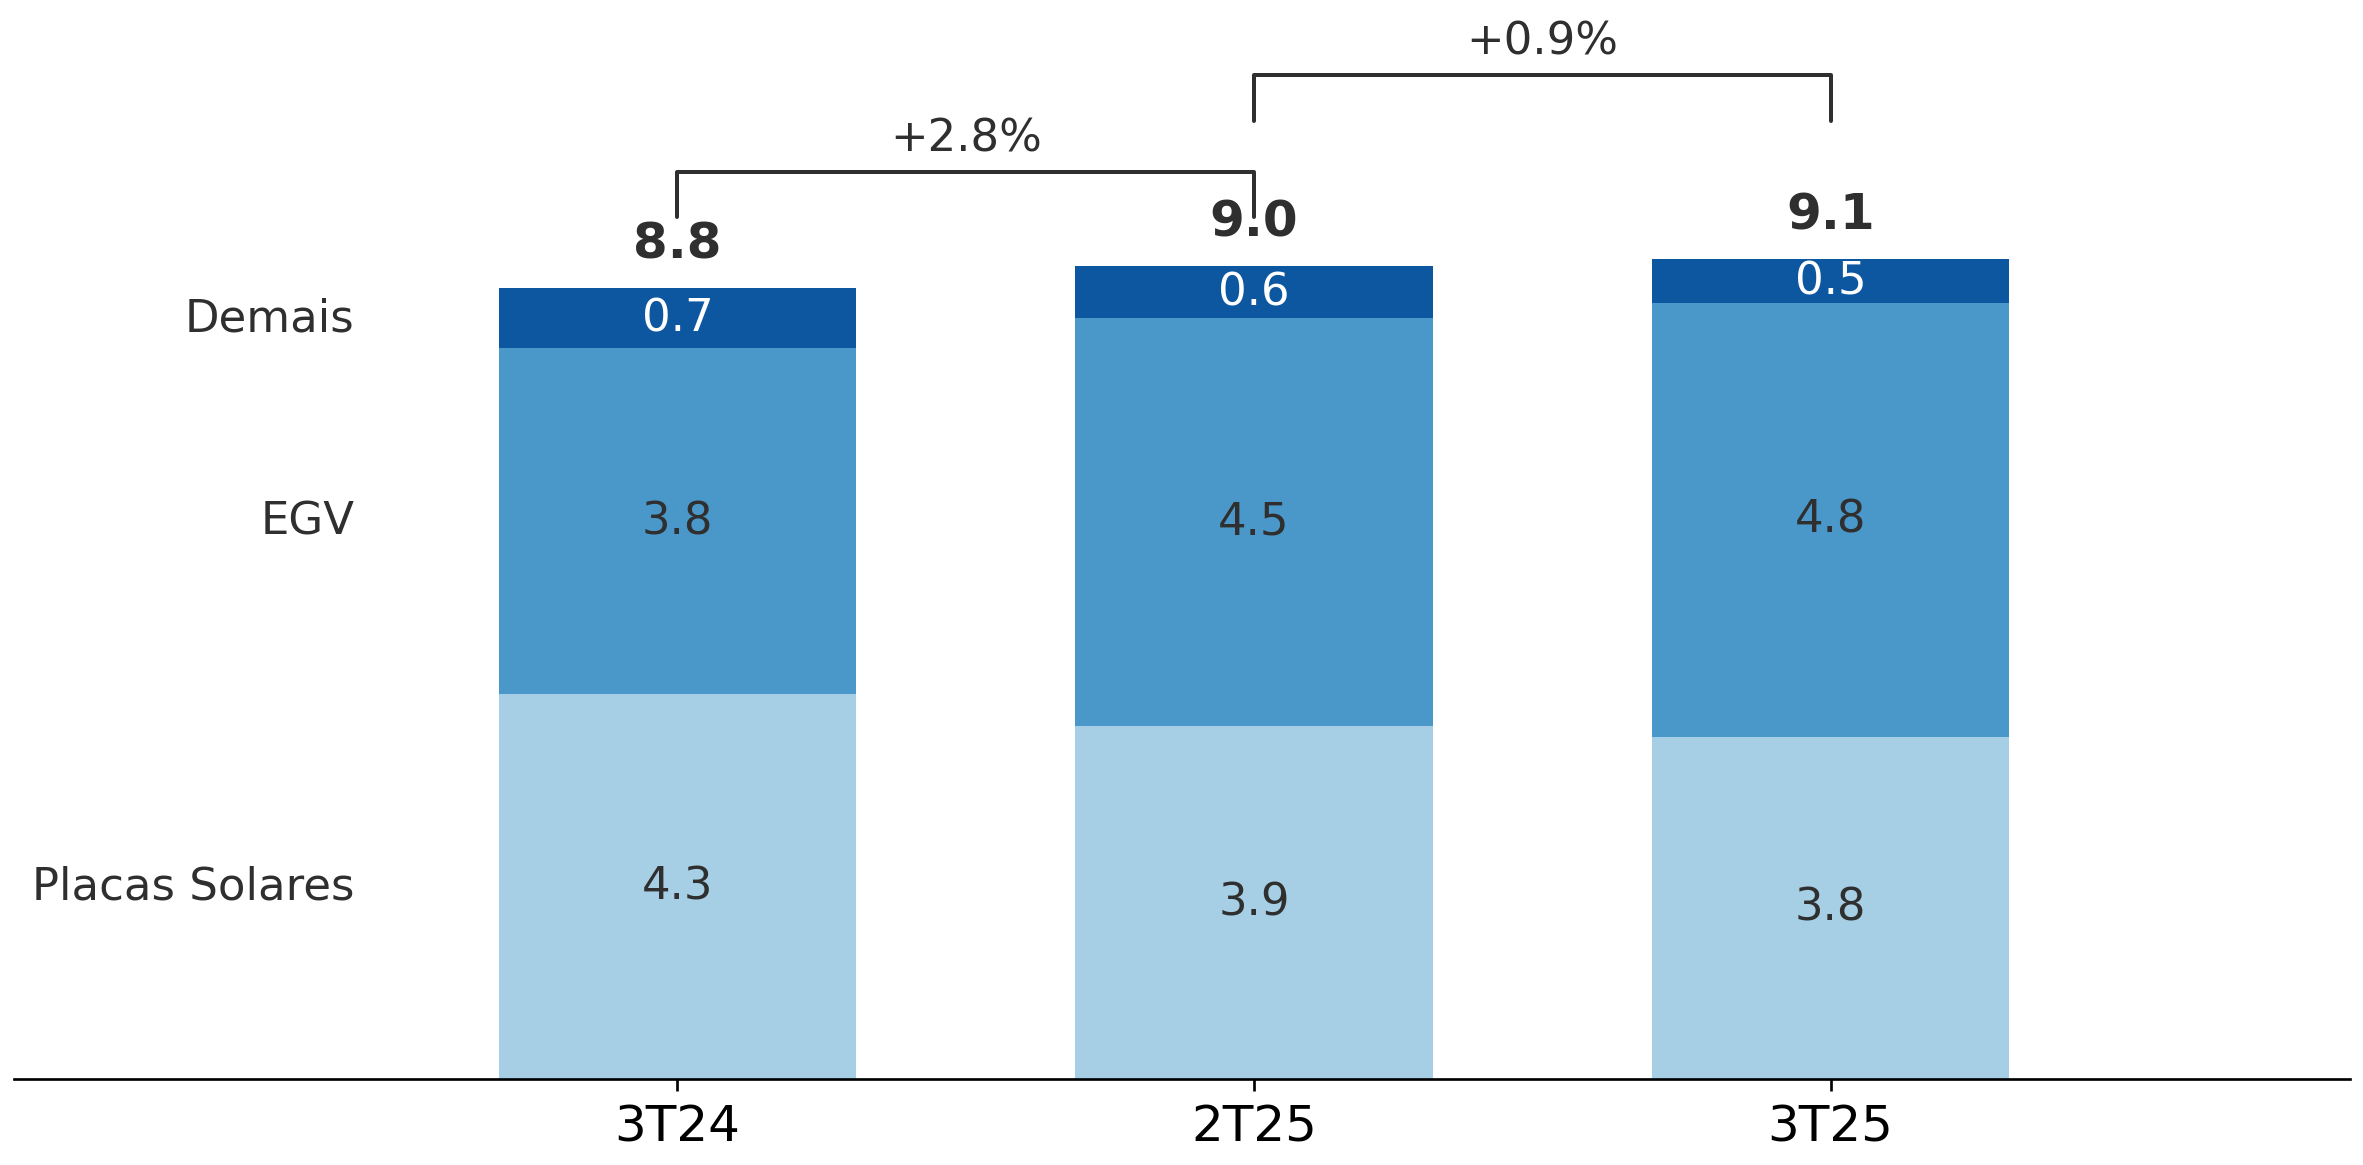 +0.9%
+2.8%
8.8
9.0
9.1
Demais
0.7
0.6
0.5
EGV
3.8
4.5
4.8
Placas Solares
4.3
3.9
3.8
3T24
2T25
3T25